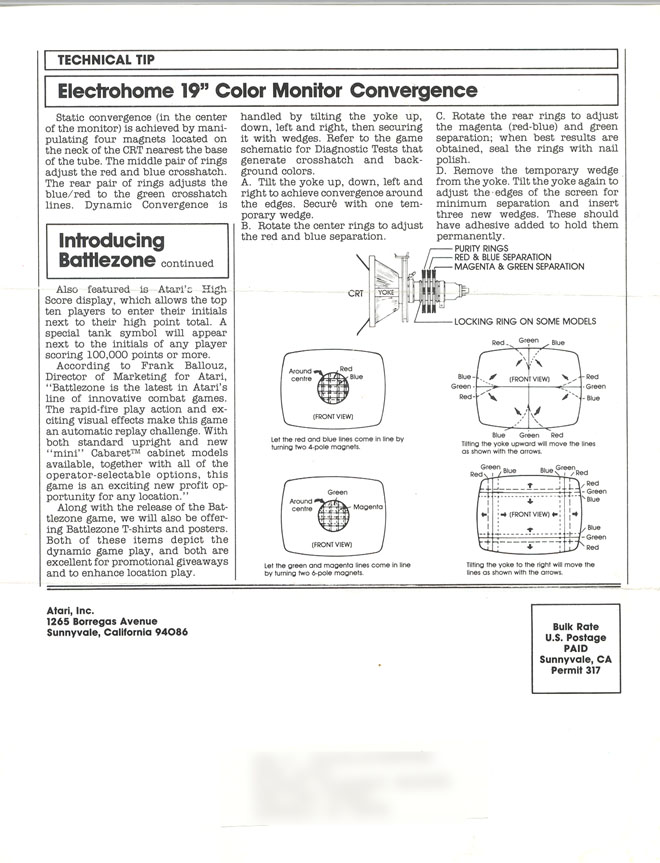 TECHNICAL TIP
Electrohome 19" Color Monitor Convergence
Static convergence (in the center
of the monitor) is achieved by mani-
pulating four magnets located on
the neck of the CRT nearest the base
of the tube. The middle pair of rings
adjust the red and blue crosshatch.
The rear pair of rings adjusts the
blue/red to the green crosshatch
lines. Dynamic Convergence is
handled by tilting the yoke up,
down, left and right, then securing
it with wedges. Refer to the game
schematic for Diagnostic Tests that
generate crosshatch and back-
ground colors.
A. Tilt the yoke up, down, left and
right to achieve convergence around
the edges. Secure with one tem-
porary wedge.
B. Rotate the center rings to adjust
the red and blue separation.
C. Rotate the rear rings to adjust
the magenta (red-blue) and green
separation; when best results are
obtained, seal the rings with nail
polish.
D. Remove the temporary wedge
from the yoke. Tilt the yoke again to
adjust the edges of the screen for
minimum separation and insert
three new wedges. These should
have adhesive added to hold them
permanently.
Introducing
Battlezone continued
Also featured is Atari's High
Score display, which allows the top
ten players to enter their initials
next to their high point total. A
special tank symbol will appear
next to the initials of any player
scoring 100,000 points or more.
According to Frank Ballouz,
Director of Marketing for Atari,
"Battlezone is the latest in Atari's
line of innovative combat games.
The rapid-fire play action and ex-
citing visual effects make this game
an automatic replay challenge. With
both standard upright and new
"mini" Cabaret™ cabinet models
available, together with all of the
operator-selectable options, this
game is an exciting new profit op-
portunity for any location."
Along with the release of the Bat-
tlezone game, we will also be offer-
ing Battlezone T-shirts and posters.
Both of these items depict the
dynamic game play, and both are
excellent for promotional giveaways
and to enhance location play.
PURITY RINGS
RED & BLUE SEPARATION
MAGENTA & GREEN SEPARATION
CRT
YOKE
LOCKING RING ON SOME MODELS
Around
centre
Red
Blue
(FRONT VIEW)
Let the red and blue lines come in line by
turning two 4-pole magnets.
Red
Green
Blue
Blue
Green
Red
(FRONT VIEW)
Red
Green
Blue
Blue
Green
Red
Tilting the yoke upward will move the lines
as shown with the arrows.
Green
Around
centre
Magenta
(FRONT VIEW)
Let the green and magenta lines come in line
by turning two 6-pole magnets.
Green
Red
Blue
Blue
Green
Red
Red
Green
Blue
(FRONT VIEW)
Blue
Green
Red
Tilting the yoke to the right will move the
lines as shown with the arrows.
Atari, Inc.
1265 Borregas Avenue
Sunnyvale, California 94086
Bulk Rate
U.S. Postage
PAID
Sunnyvale, CA
Permit 317